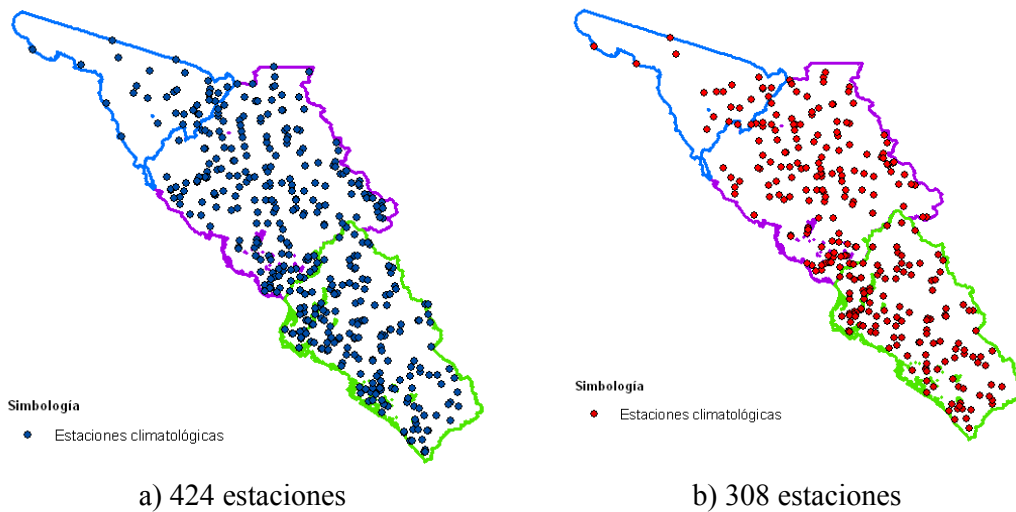 Simbología
Estaciones climatológicas
a) 424 estaciones
Simbología
Estaciones climatológicas
b) 308 estaciones